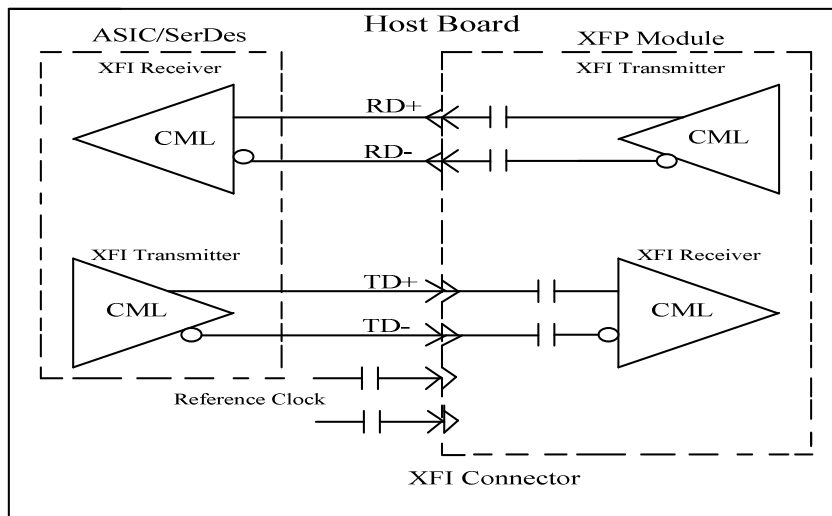 Host Board
ASIC/SerDes
XFP Module
XFI Receiver
XFI Transmitter
RD+
CML
CML
RD-
XFI Transmitter
XFI Receiver
TD+
CML
CML
TD-
Reference Clock
XFI Connector